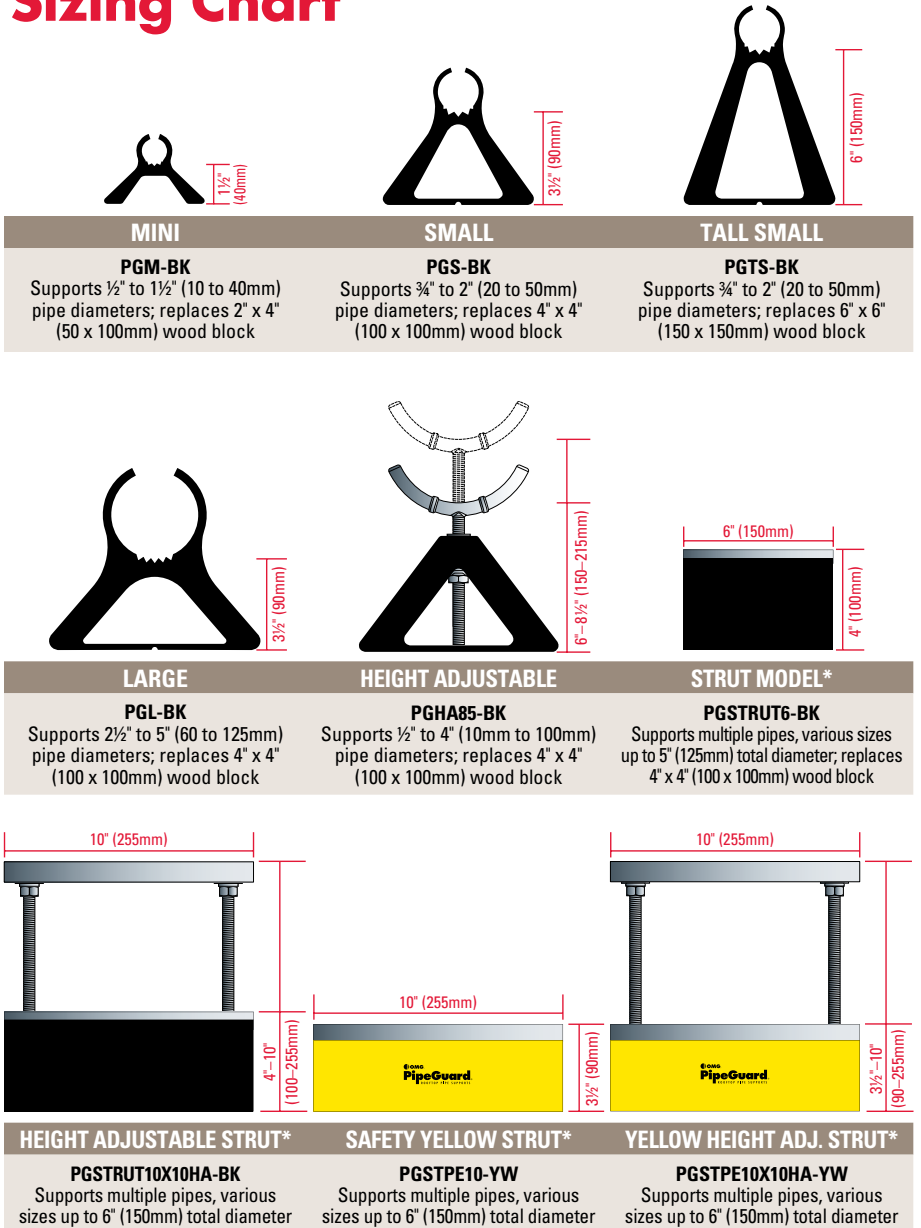 Sizing Chart
1½"
(40mm)
3½" (90mm)
6" (150mm)
MINI
PGM-BK
Supports ½" to 1½" (10 to 40mm)
pipe diameters; replaces 2" x 4"
(50 x 100mm) wood block
SMALL
PGS-BK
Supports ¾" to 2" (20 to 50mm)
pipe diameters; replaces 4" x 4"
(100 x 100mm) wood block
TALL SMALL
PGTS-BK
Supports ¾" to 2" (20 to 50mm)
pipe diameters; replaces 6" x 6"
(150 x 150mm) wood block
3½" (90mm)
6"–8½" (150–215mm)
6" (150mm)
4" (100mm)
LARGE
PGL-BK
Supports 2½" to 5" (60 to 125mm)
pipe diameters; replaces 4" x 4"
(100 x 100mm) wood block
HEIGHT ADJUSTABLE
PGHA85-BK
Supports ½" to 4" (10mm to 100mm)
pipe diameters; replaces 4" x 4"
(100 x 100mm) wood block
STRUT MODEL*
PGSTRUT6-BK
Supports multiple pipes, various sizes
up to 5" (125mm) total diameter; replaces
4" x 4" (100 x 100mm) wood block
10" (255mm)
4"–10"
(100–255mm)
10" (255mm)
OMG
PipeGuard
ROOFTOP PIPE SUPPORTS
3½" (90mm)
10" (255mm)
OMG
PipeGuard
ROOFTOP PIPE SUPPORTS
3½"–10"
(90–255mm)
HEIGHT ADJUSTABLE STRUT*
PGSTRUT10X10HA-BK
Supports multiple pipes, various
sizes up to 6" (150mm) total diameter
SAFETY YELLOW STRUT*
PGSTPE10-YW
Supports multiple pipes, various
sizes up to 6" (150mm) total diameter
YELLOW HEIGHT ADJ. STRUT*
PGSTPE10X10HA-YW
Supports multiple pipes, various
sizes up to 6" (150mm) total diameter